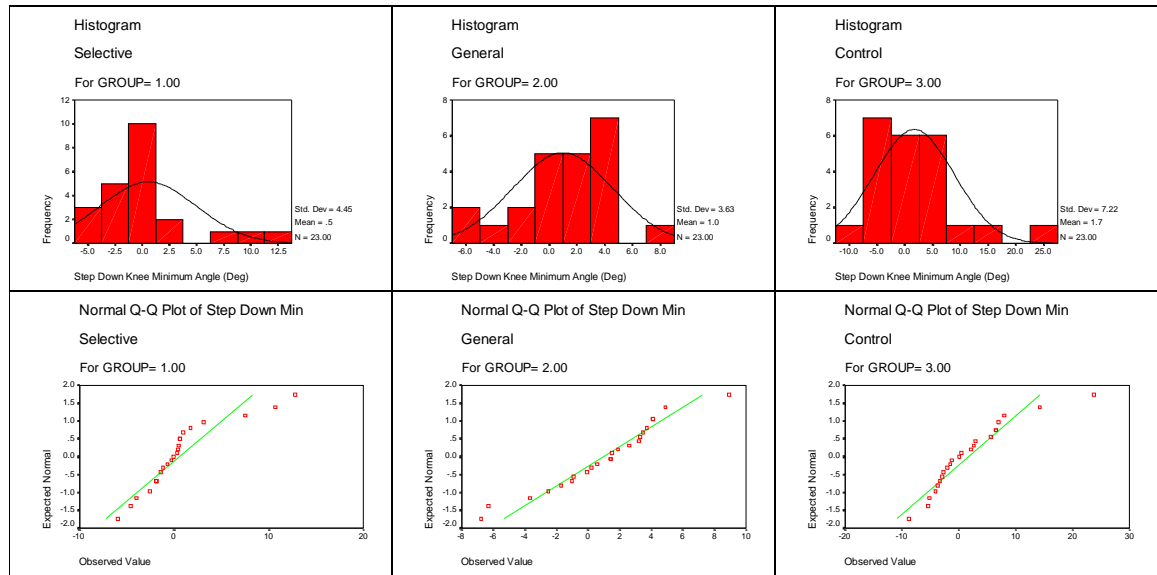 Histogram
Selective
For GROUP= 1.00
12
10
8
6
4
2
0
Frequency
-5.0 -2.5 0.0 2.5 5.0 7.5 10.0 12.5
Std. Dev = 4.45
Mean = .5
N = 23.00
Step Down Knee Minimum Angle (Deg)
Histogram
General
For GROUP= 2.00
8
6
4
2
0
Frequency
-6.0 -4.0 -2.0 0.0 2.0 4.0 6.0 8.0
Std. Dev = 3.63
Mean = 1.0
N = 23.00
Step Down Knee Minimum Angle (Deg)
Histogram
Control
For GROUP= 3.00
8
6
4
2
0
Frequency
-10.0 -5.0 0.0 5.0 10.0 15.0 20.0 25.0
Std. Dev = 7.22
Mean = 1.7
N = 23.00
Step Down Knee Minimum Angle (Deg)
Normal Q-Q Plot of Step Down Min
Selective
For GROUP= 1.00
2.0
1.5
1.0
.5
0.0
-.5
-1.0
-1.5
-2.0
Expected Normal
-10 0 10 20
Observed Value
Normal Q-Q Plot of Step Down Min
General
For GROUP= 2.00
2.0
1.5
1.0
.5
0.0
-.5
-1.0
-1.5
-2.0
Expected Normal
-8 -6 -4 -2 0 2 4 6 8 10
Observed Value
Normal Q-Q Plot of Step Down Min
Control
For GROUP= 3.00
2.0
1.5
1.0
.5
0.0
-.5
-1.0
-1.5
-2.0
Expected Normal
-20 -10 0 10 20 30
Observed Value